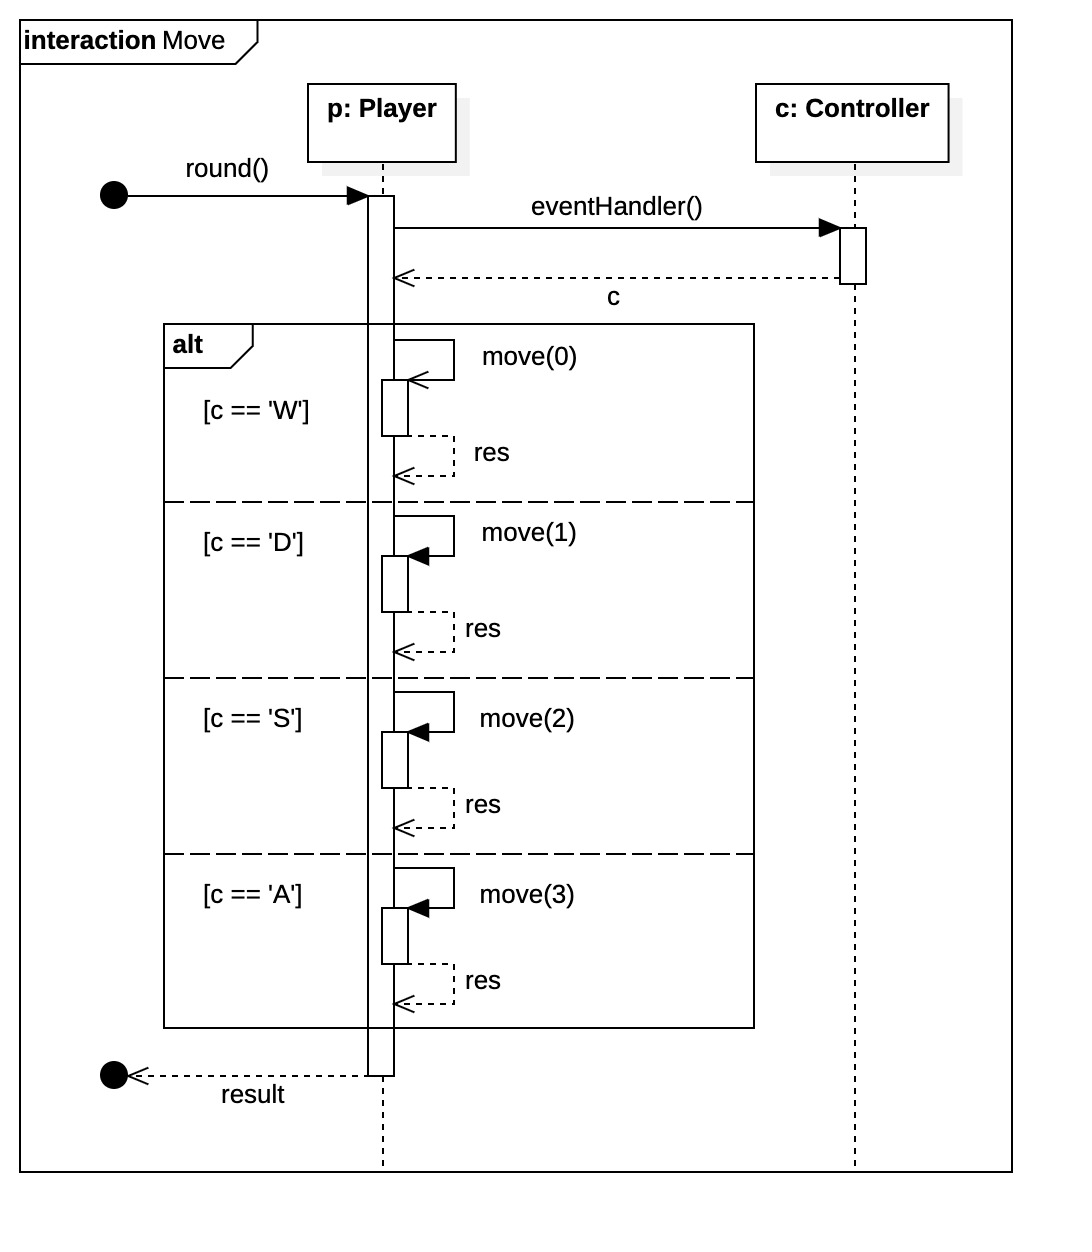 interaction Move
p: Player
c: Controller
round()
eventHandler()
c
alt
move(0)
[c == 'W']
res
move(1)
[c == 'D']
res
move(2)
[c == 'S']
res
move(3)
[c == 'A']
res
result